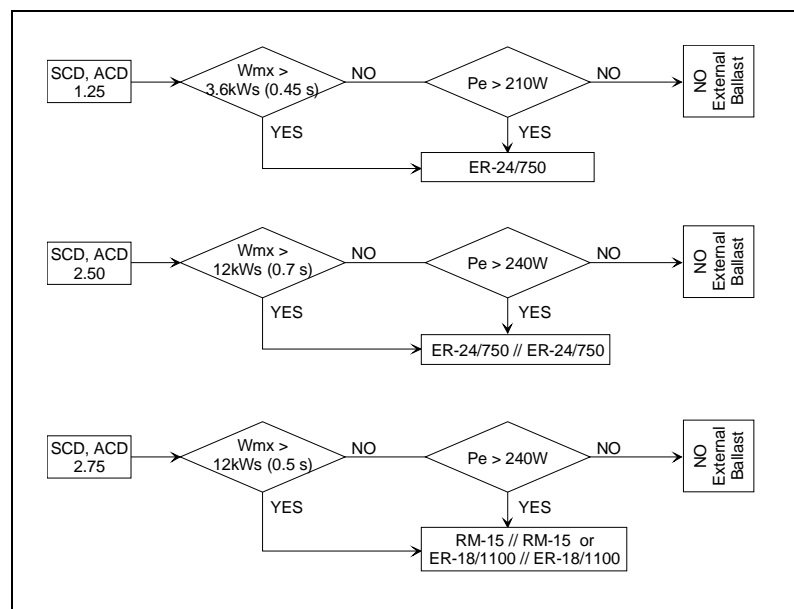 SCD, ACD
1.25
Wmx >
3.6kWs (0.45 s)
NO
Pe > 210W
NO
NO
External
Ballast
YES
YES
ER-24/750
SCD, ACD
2.50
Wmx >
12kWs (0.7 s)
NO
Pe > 240W
NO
NO
External
Ballast
YES
YES
ER-24/750 // ER-24/750
SCD, ACD
2.75
Wmx >
12kWs (0.5 s)
NO
Pe > 240W
NO
NO
External
Ballast
YES
YES
RM-15 // RM-15 or
ER-18/1100 // ER-18/1100